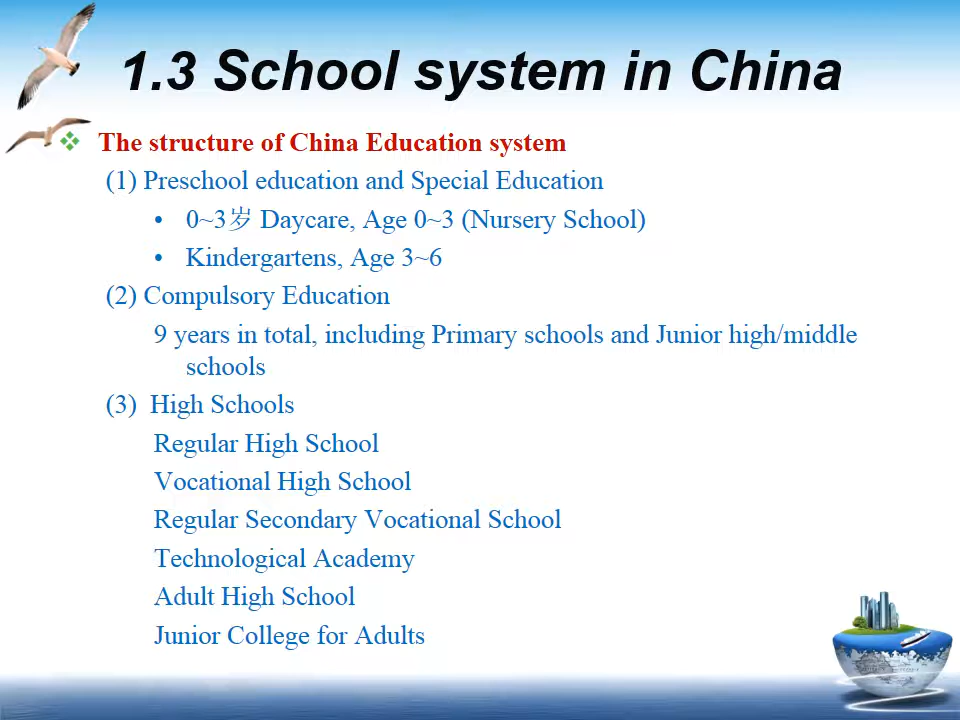 1.3 School system in China
The structure of China Education system
(1) Preschool education and Special Education
• 0~3岁 Daycare, Age 0~3 (Nursery School)
• Kindergartens, Age 3~6
(2) Compulsory Education
9 years in total, including Primary schools and Junior high/middle
schools
(3) High Schools
Regular High School
Vocational High School
Regular Secondary Vocational School
Technological Academy
Adult High School
Junior College for Adults